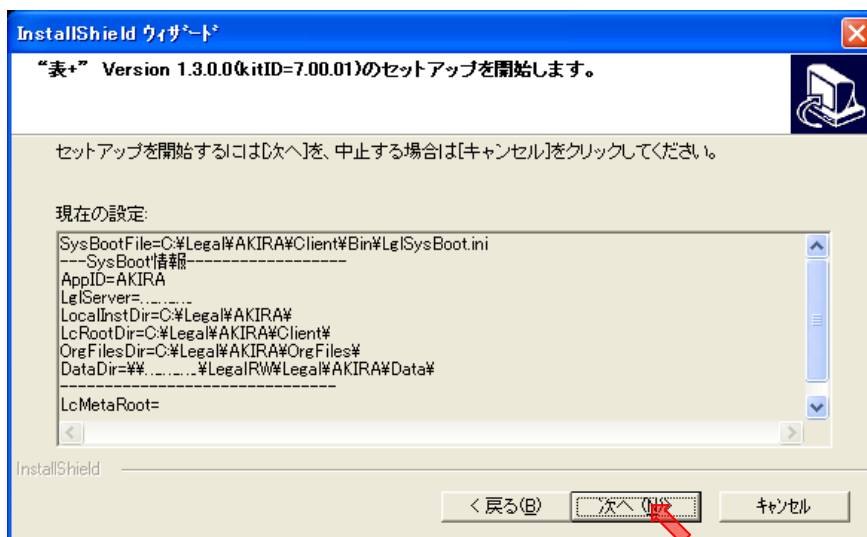 InstallShield ウィザード
“表+” Version 1.3.0.0(kitID=7.00.01)のセットアップを開始します。
セットアップを開始するには[次へ]を、中止する場合は[キャンセル]をクリックしてください。
現在の設定:
SysBootFile=C:¥Legal¥AKIRA¥Client¥Bin¥LglSysBoot.ini
---SysBoot情報------------------
AppID=AKIRA
LglServer=
LocalInstDir=C:¥Legal¥AKIRA¥
LcRootDir=C:¥Legal¥AKIRA¥Client¥
OrgFilesDir=C:¥Legal¥AKIRA¥OrgFiles¥
DataDir=¥¥ ¥LegalRW¥Legal¥AKIRA¥Data¥
-------------------------------
LcMetaRoot=
InstallShield
< 戻る(B)
次へ (N)>
キャンセル